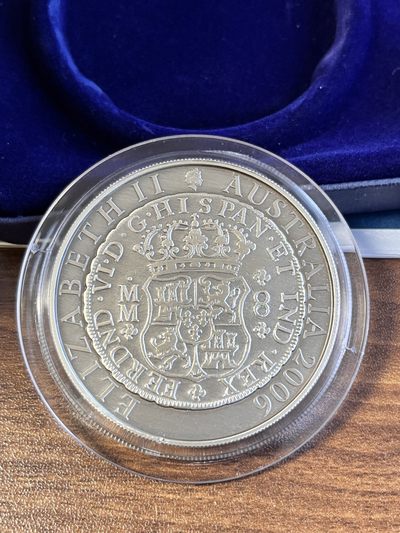 ELIZABETH II AUSTRALIA 2006
FERDND·VI·D·G·HISPAN·ET IND·REX
M
M
8